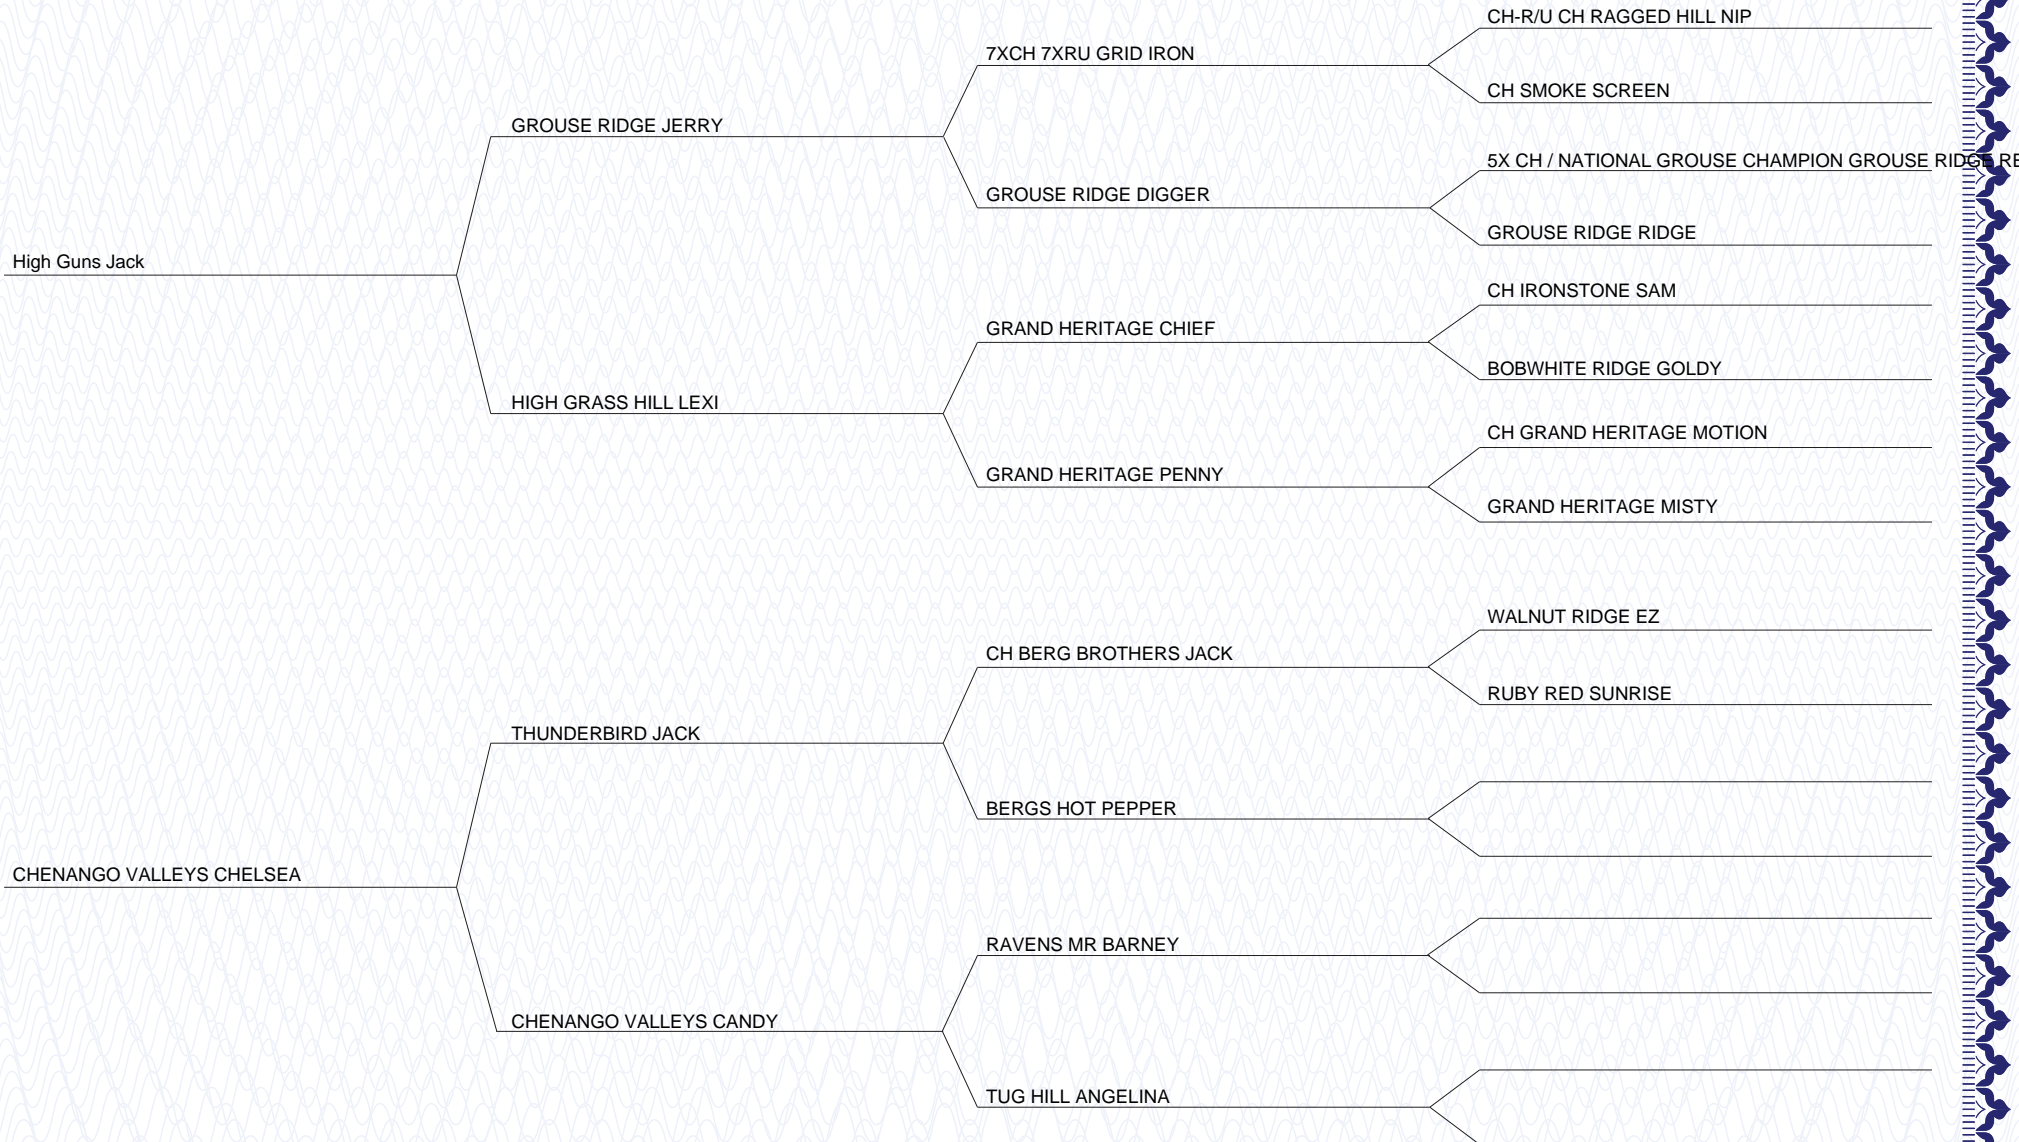 CH-R/U CH RAGGED HILL NIP
7XCH 7XRU GRID IRON
CH SMOKE SCREEN
GROUSE RIDGE JERRY
5X CH / NATIONAL GROUSE CHAMPION GROUSE RIDGE RE
GROUSE RIDGE DIGGER
GROUSE RIDGE RIDGE
High Guns Jack
CH IRONSTONE SAM
GRAND HERITAGE CHIEF
BOBWHITE RIDGE GOLDY
HIGH GRASS HILL LEXI
CH GRAND HERITAGE MOTION
GRAND HERITAGE PENNY
GRAND HERITAGE MISTY
WALNUT RIDGE EZ
CH BERG BROTHERS JACK
RUBY RED SUNRISE
THUNDERBIRD JACK
BERGS HOT PEPPER
CHENANGO VALLEYS CHELSEA
RAVENS MR BARNEY
CHENANGO VALLEYS CANDY
TUG HILL ANGELINA